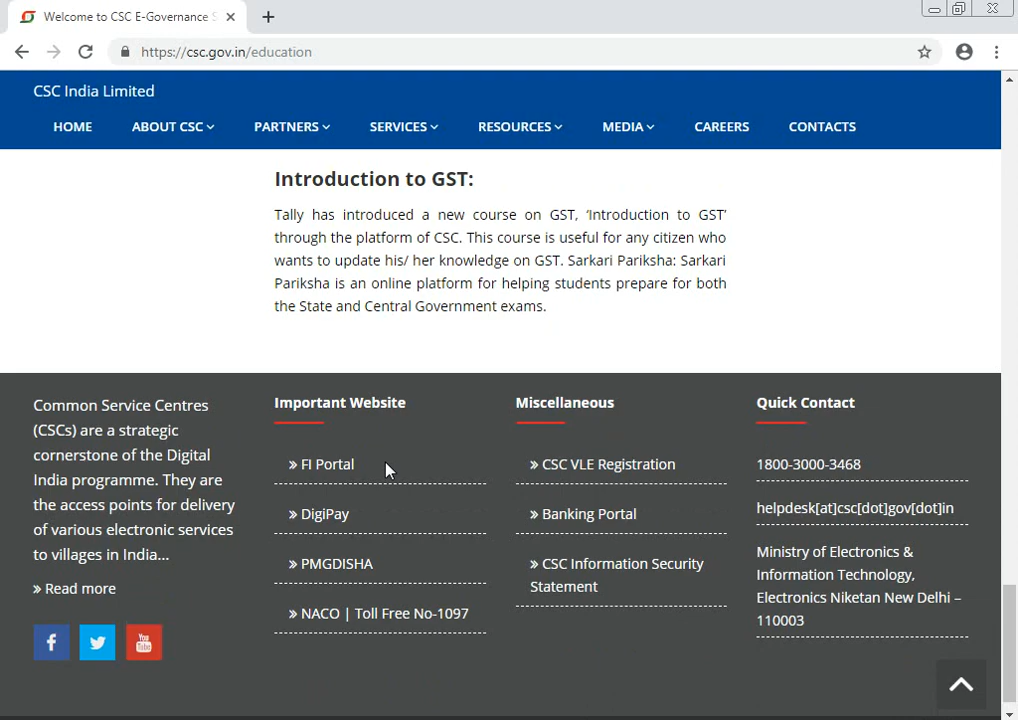 Welcome to CSC E-Governance S
https://csc.gov.in/education
CSC India Limited
HOME
ABOUT CSC
PARTNERS
SERVICES
RESOURCES
MEDIA
CAREERS
CONTACTS
Introduction to GST:
Tally has introduced a new course on GST, ‘Introduction to GST’
through the platform of CSC. This course is useful for any citizen who
wants to update his/ her knowledge on GST. Sarkari Pariksha: Sarkari
Pariksha is an online platform for helping students prepare for both
the State and Central Government exams.
Common Service Centres
(CSCs) are a strategic
cornerstone of the Digital
India programme. They are
the access points for delivery
of various electronic services
to villages in India...
» Read more
Important Website
» FI Portal
» DigiPay
» PMGDISHA
» NACO | Toll Free No-1097
Miscellaneous
» CSC VLE Registration
» Banking Portal
» CSC Information Security
Statement
Quick Contact
1800-3000-3468
helpdesk[at]csc[dot]gov[dot]in
Ministry of Electronics &
Information Technology,
Electronics Niketan New Delhi –
110003
You
Tube